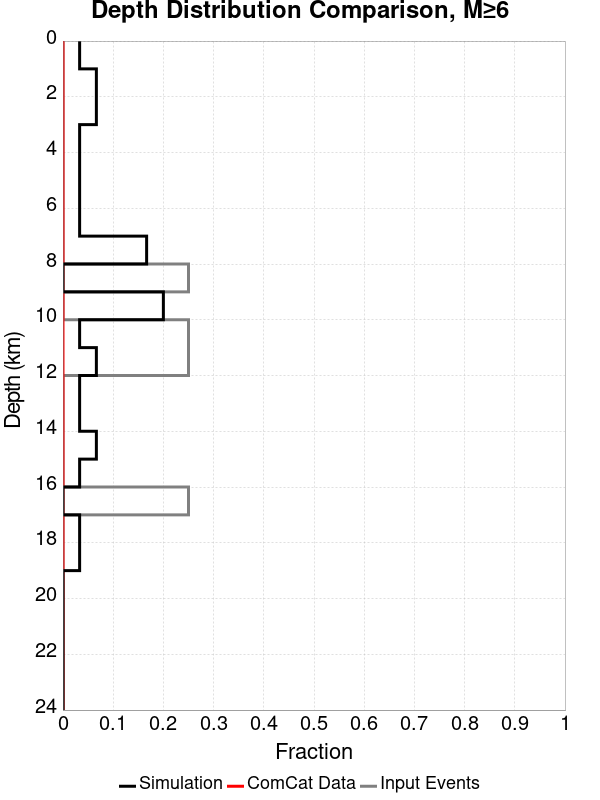 Depth Distribution Comparison, M≥6
0
2
4
6
8
10
12
14
16
18
20
22
24
Depth (km)
0 0.1 0.2 0.3 0.4 0.5 0.6 0.7 0.8 0.9 1
Fraction
Simulation ComCat Data Input Events